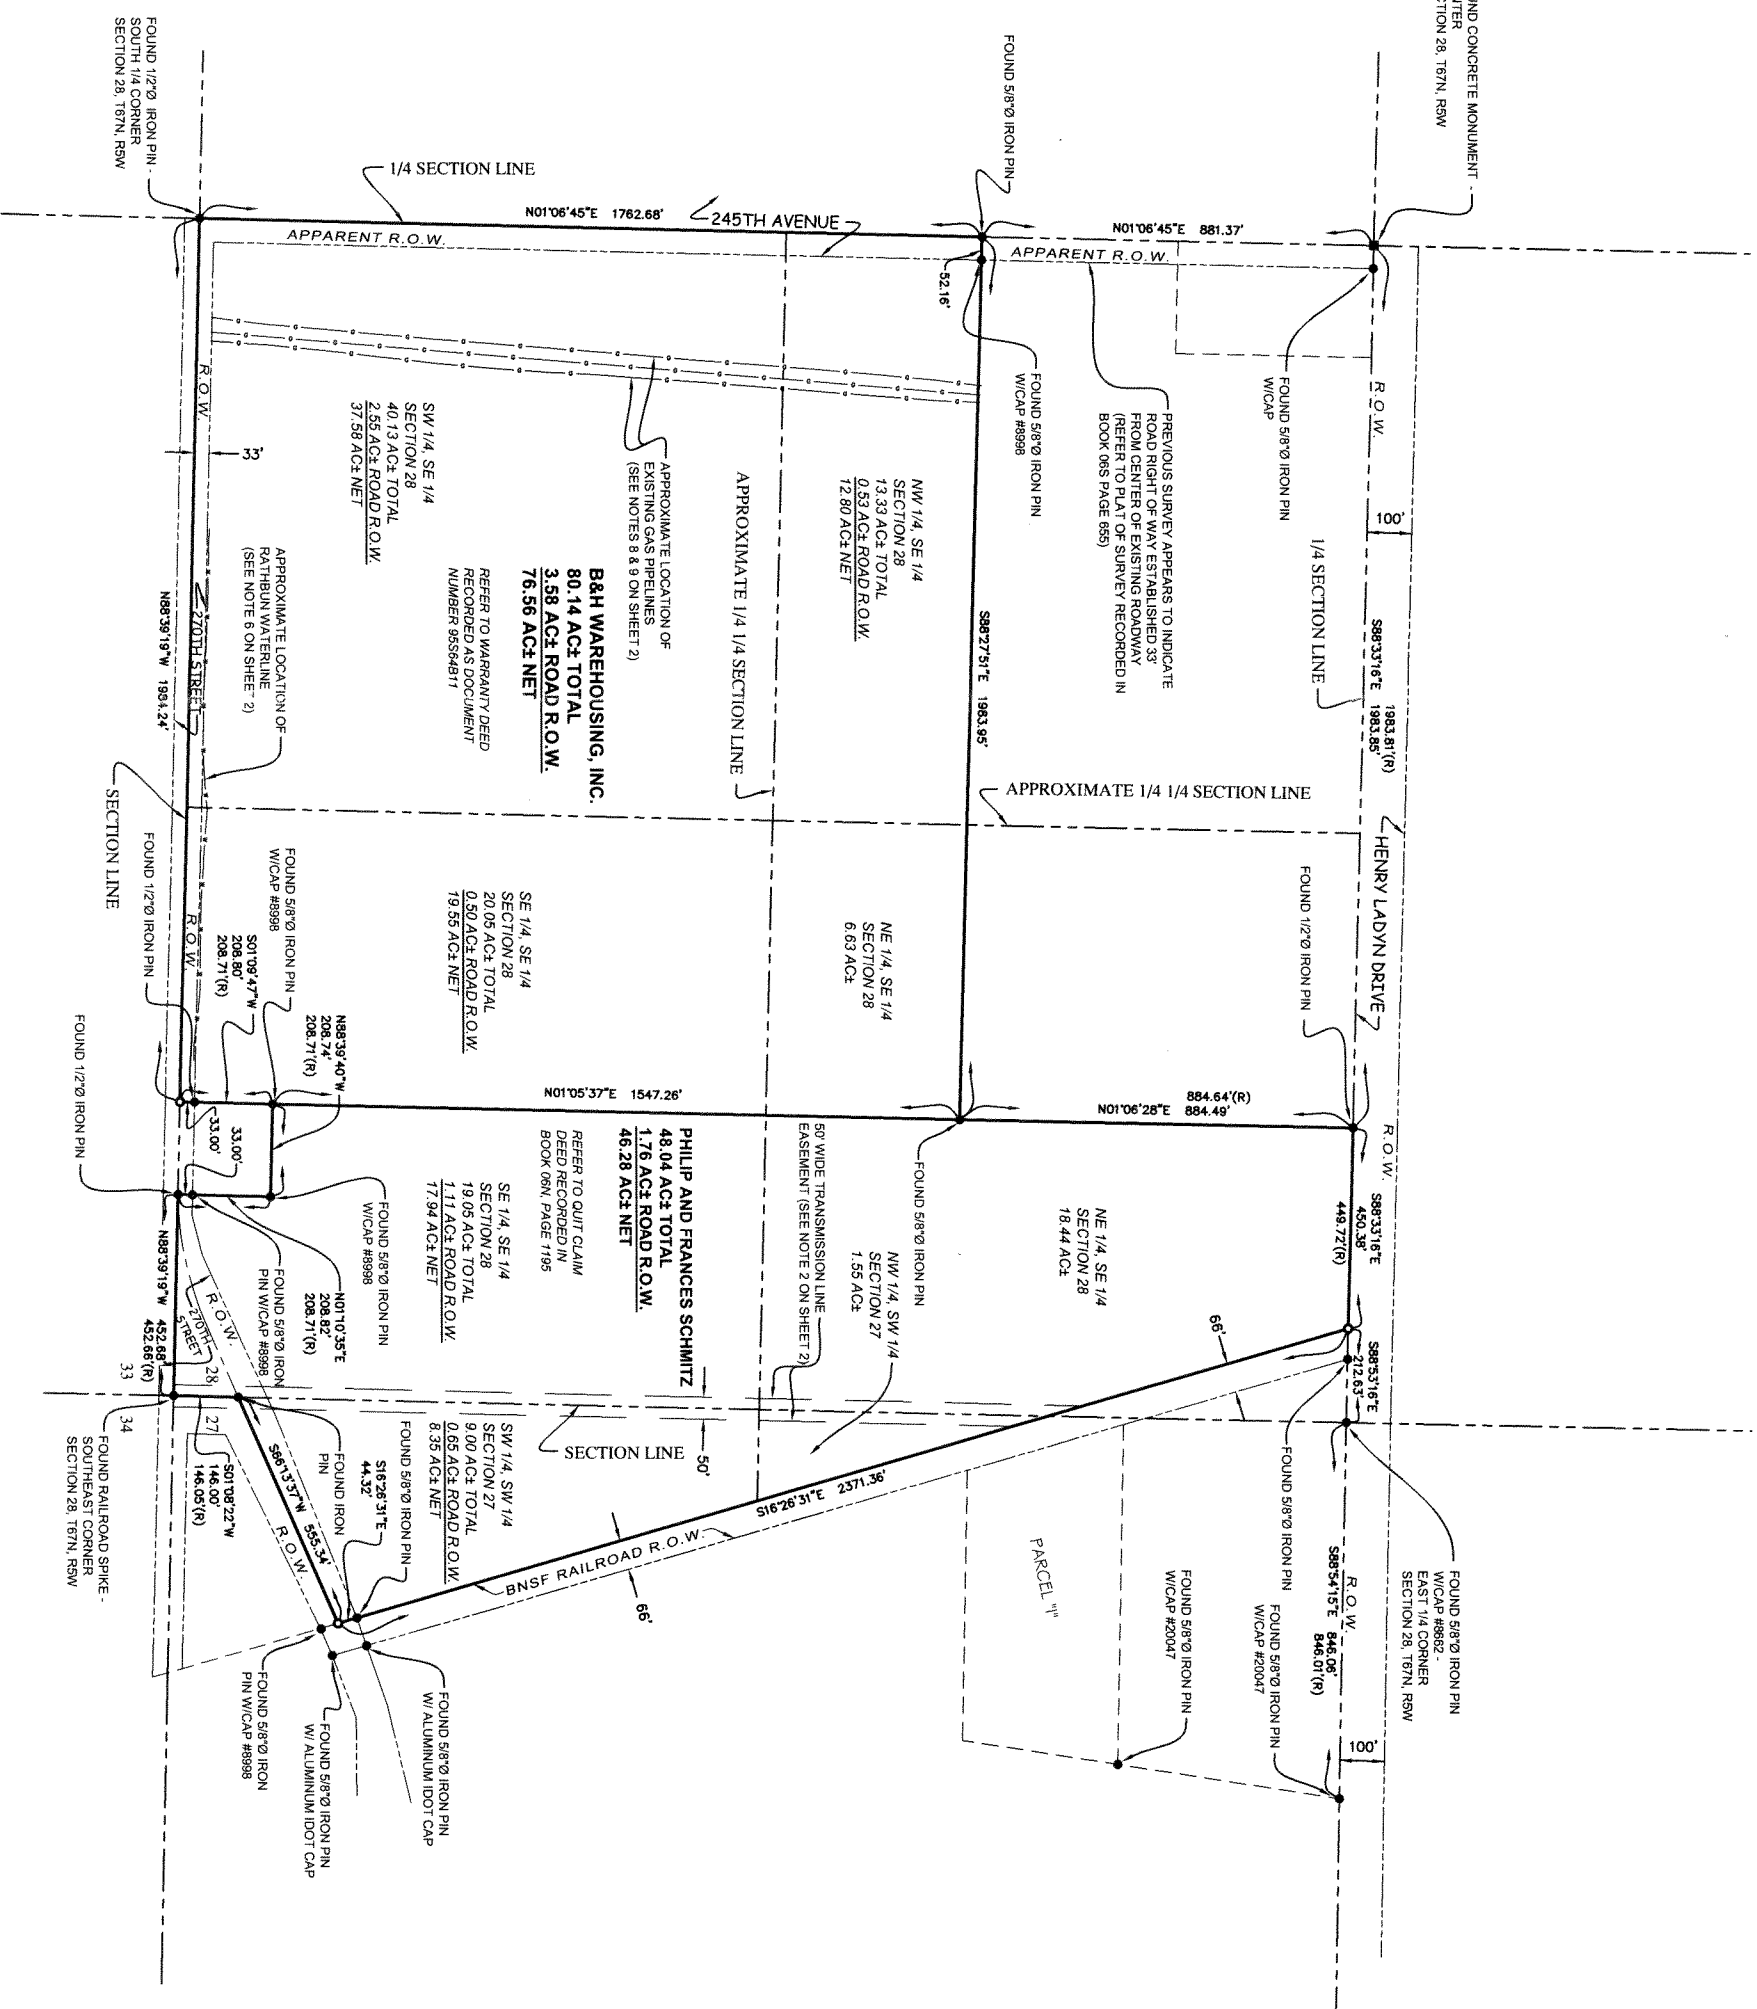 ND CONCRETE MONUMENT -
TER
TION 28, T67N, R5W
FOUND 5/8"Ø IRON PIN
FOUND 1/2"Ø IRON PIN -
SOUTH 1/4 CORNER
SECTION 28, T67N, R5W
1/4 SECTION LINE
N01°06'45"E 1762.68'
245TH AVENUE
N01°06'45"E 881.37'
APPARENT R.O.W.
APPARENT R.O.W.
52.16'
FOUND 5/8"Ø IRON PIN
W/CAP #8998
FOUND 5/8"Ø IRON PIN
W/CAP
R.O.W.
100'
PREVIOUS SURVEY APPEARS TO INDICATE
ROAD RIGHT OF WAY ESTABLISHED 33'
FROM CENTER OF EXISTING ROADWAY
(REFER TO PLAT OF SURVEY RECORDED IN
BOOK 06S PAGE 655)
1/4 SECTION LINE
1983.81'(R)
S88°33'16"E 1983.85'
HENRY LADYN DRIVE
R.O.W.
33'
SW 1/4, SE 1/4
SECTION 28
40.13 AC± TOTAL
2.55 AC± ROAD R.O.W.
37.58 AC± NET
APPROXIMATE LOCATION OF
EXISTING GAS PIPELINES
(SEE NOTES 8 & 9 ON SHEET 2)
APPROXIMATE 1/4 1/4 SECTION LINE
NW 1/4, SE 1/4
SECTION 28
13.33 AC± TOTAL
0.53 AC± ROAD R.O.W.
12.80 AC± NET
S88°27'51"E 1983.95'
B&H WAREHOUSING, INC.
80.14 AC± TOTAL
3.58 AC± ROAD R.O.W.
76.56 AC± NET
REFER TO WARRANTY DEED
RECORDED AS DOCUMENT
NUMBER 95S64B11
APPROXIMATE LOCATION OF
RATHBUN WATERLINE
(SEE NOTE 6 ON SHEET 2)
270TH STREET
N88°39'19"W 1984.24'
SECTION LINE
APPROXIMATE 1/4 1/4 SECTION LINE
FOUND 1/2"Ø IRON PIN
FOUND 1/2"Ø IRON PIN
FOUND 5/8"Ø IRON PIN
W/CAP #8998
R.O.W.
S01°09'47"W
208.80'
208.71'(R)
N88°39'40"W
208.74'
208.71'(R)
SE 1/4, SE 1/4
SECTION 28
20.05 AC± TOTAL
0.50 AC± ROAD R.O.W.
19.55 AC± NET
NE 1/4, SE 1/4
SECTION 28
6.63 AC±
N01°05'37"E 1547.26'
884.64'(R)
N01°06'28"E 884.49'
FOUND 1/2"Ø IRON PIN
33.00'
33.00'
FOUND 5/8"Ø IRON PIN
W/CAP #8998
FOUND 5/8"Ø IRON
PIN W/CAP #8998
N01°10'35"E
208.82'
208.71'(R)
N88°39'19"W 452.68'
452.66'(R)
R.O.W.
270TH
STREET
PHILIP AND FRANCES SCHMITZ
48.04 AC± TOTAL
1.76 AC± ROAD R.O.W.
46.28 AC± NET
REFER TO QUIT CLAIM
DEED RECORDED IN
BOOK 06N, PAGE 1195
SE 1/4, SE 1/4
SECTION 28
19.05 AC± TOTAL
1.11 AC± ROAD R.O.W.
17.94 AC± NET
50' WIDE TRANSMISSION LINE
EASEMENT (SEE NOTE 2 ON SHEET 2)
FOUND 5/8"Ø IRON PIN
NW 1/4, SW 1/4
SECTION 27
1.55 AC±
NE 1/4, SE 1/4
SECTION 28
18.44 AC±
R.O.W.
S88°33'16"E
450.38'
449.72'(R)
66'
S88°53'16"E
212.63'
33
28
27
34
S01°08'22"W
146.00'
146.05'(R)
FOUND RAILROAD SPIKE -
SOUTHEAST CORNER
SECTION 28, T67N, R5W
FOUND IRON
PIN
FOUND 5/8"Ø IRON PIN
S16°26'31"E
44.32'
S66°13'37"W 555.34'
R.O.W.
SW 1/4, SW 1/4
SECTION 27
9.00 AC± TOTAL
0.65 AC± ROAD R.O.W.
8.35 AC± NET
SECTION LINE
50'
S16°26'31"E 2371.36'
BNSF RAILROAD R.O.W.
66'
PARCEL "1"
FOUND 5/8"Ø IRON PIN
FOUND 5/8"Ø IRON PIN
W/CAP #8662 -
EAST 1/4 CORNER
SECTION 28, T67N, R5W
R.O.W.
S88°54'15"E 846.06'
846.01'(R)
FOUND 5/8"Ø IRON PIN
W/CAP #20047
FOUND 5/8"Ø IRON PIN
W/CAP #20047
100'
FOUND 5/8"Ø IRON
PIN W/CAP #8998
FOUND 5/8"Ø IRON PIN
W/ ALUMINUM IDOT CAP
FOUND 5/8"Ø IRON PIN
W/ ALUMINUM IDOT CAP